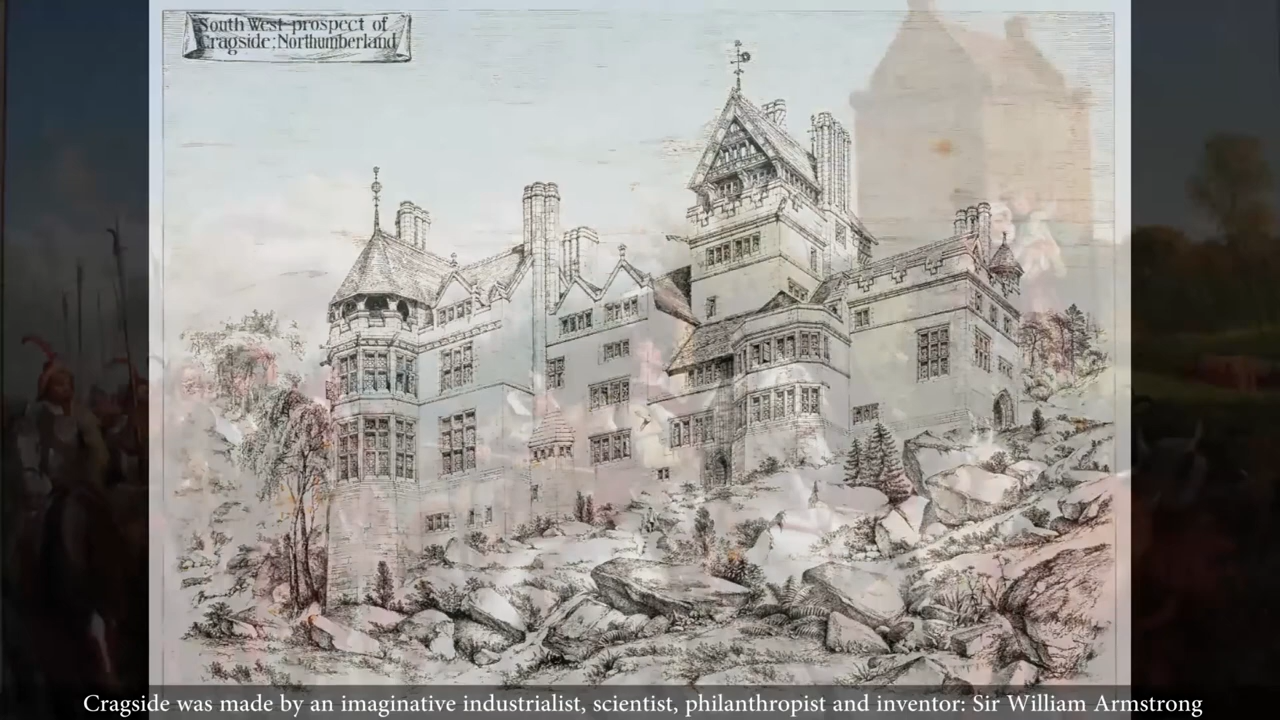 South West prospect of
Cragside: Northumberland
Cragside was made by an imaginative industrialist, scientist, philanthropist and inventor: Sir William Armstrong